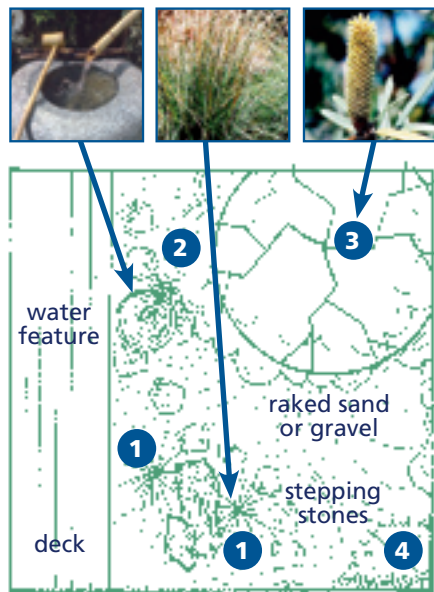 2
3
water
feature
raked sand
or gravel
1
stepping
stones
deck
1
4